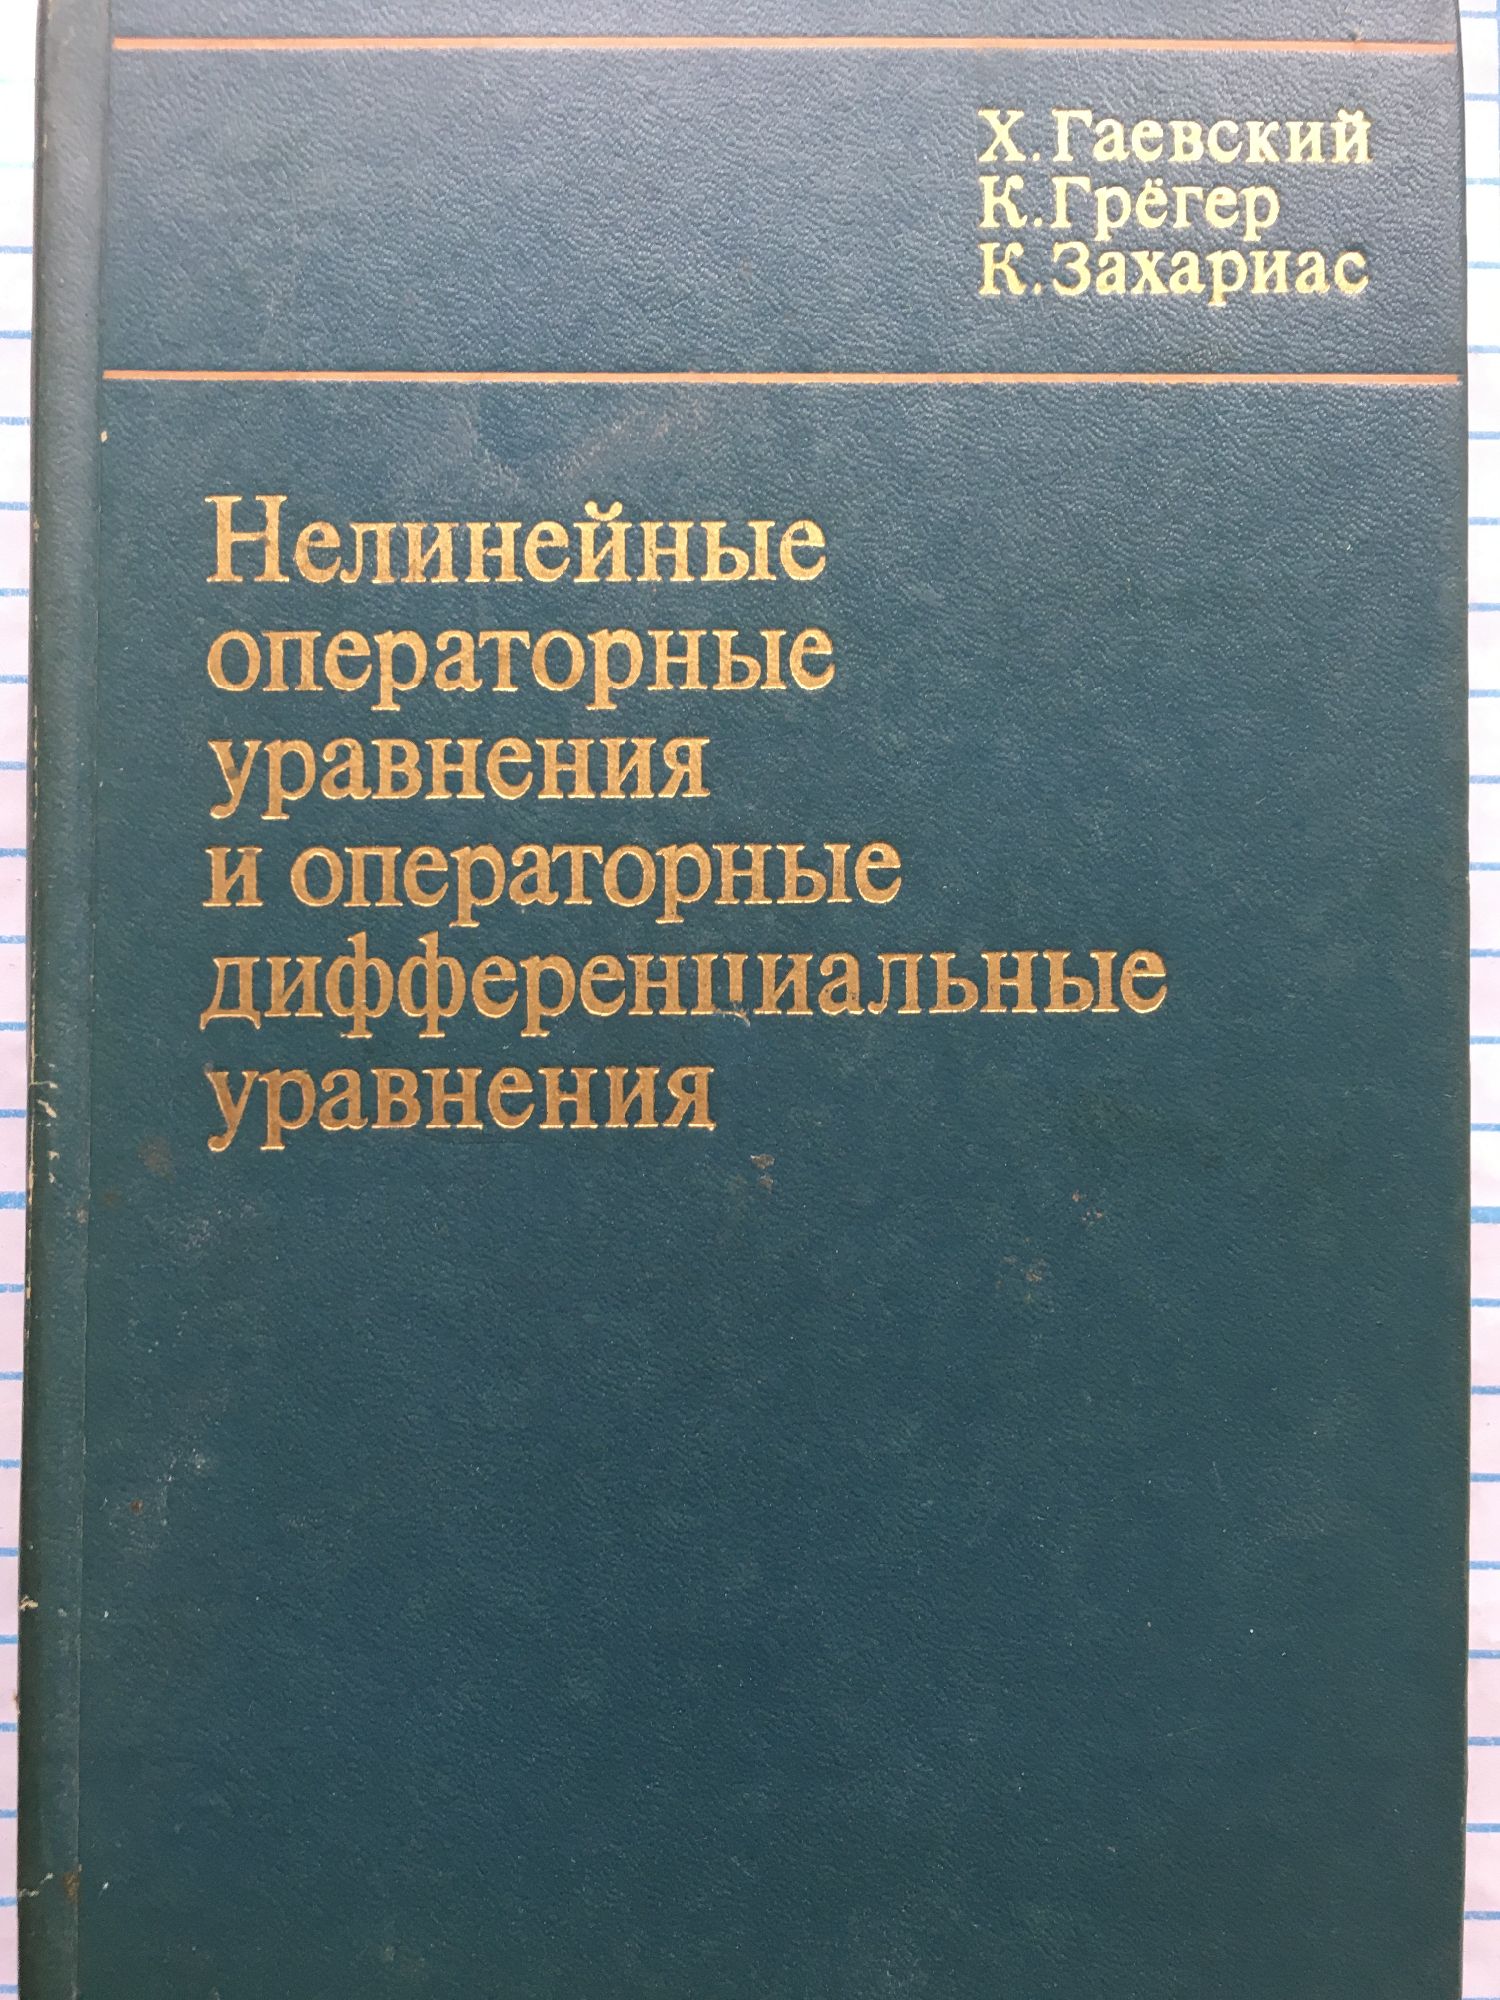 Х. Гаевский
К. Грёгер
К. Захариас
Нелинейные
операторные
уравнения
и операторные
дифференциальные
уравнения